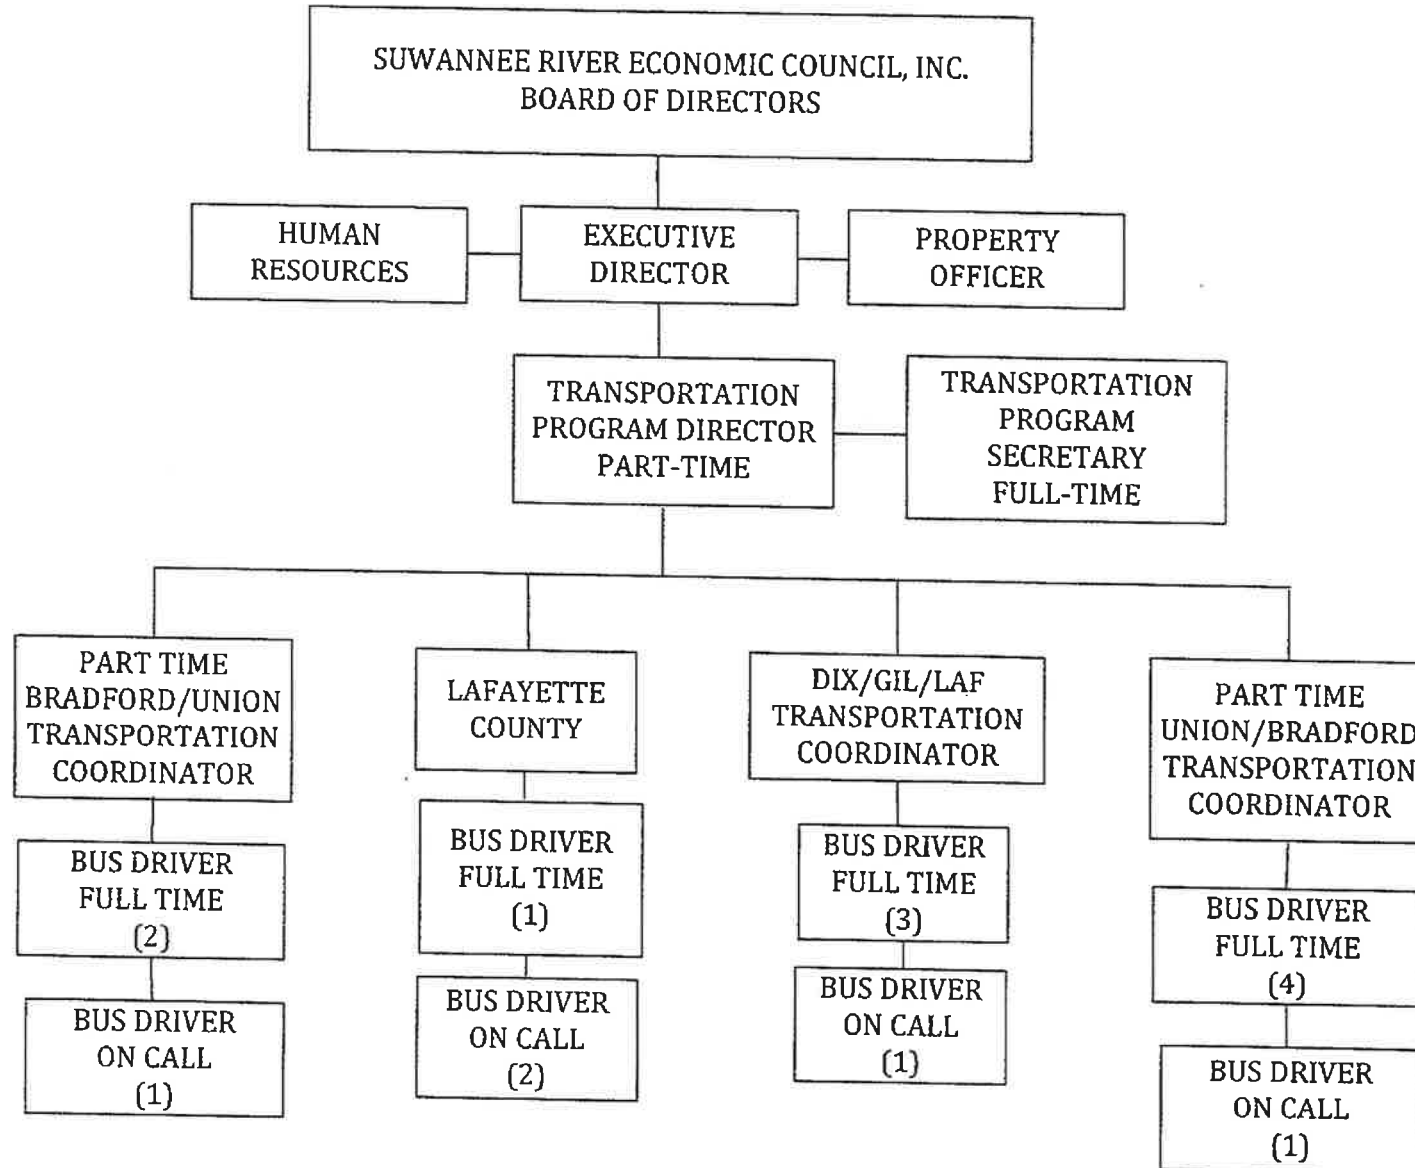 SUWANNEE RIVER ECONOMIC COUNCIL, INC.
BOARD OF DIRECTORS
HUMAN
RESOURCES
EXECUTIVE
DIRECTOR
PROPERTY
OFFICER
TRANSPORTATION
PROGRAM DIRECTOR
PART-TIME
TRANSPORTATION
PROGRAM
SECRETARY
FULL-TIME
PART TIME
BRADFORD/UNION
TRANSPORTATION
COORDINATOR
BUS DRIVER
FULL TIME
(2)
BUS DRIVER
ON CALL
(1)
LAFAYETTE
COUNTY
BUS DRIVER
FULL TIME
(1)
BUS DRIVER
ON CALL
(2)
DIX/GIL/LAF
TRANSPORTATION
COORDINATOR
BUS DRIVER
FULL TIME
(3)
BUS DRIVER
ON CALL
(1)
PART TIME
UNION/BRADFORD
TRANSPORTATION
COORDINATOR
BUS DRIVER
FULL TIME
(4)
BUS DRIVER
ON CALL
(1)